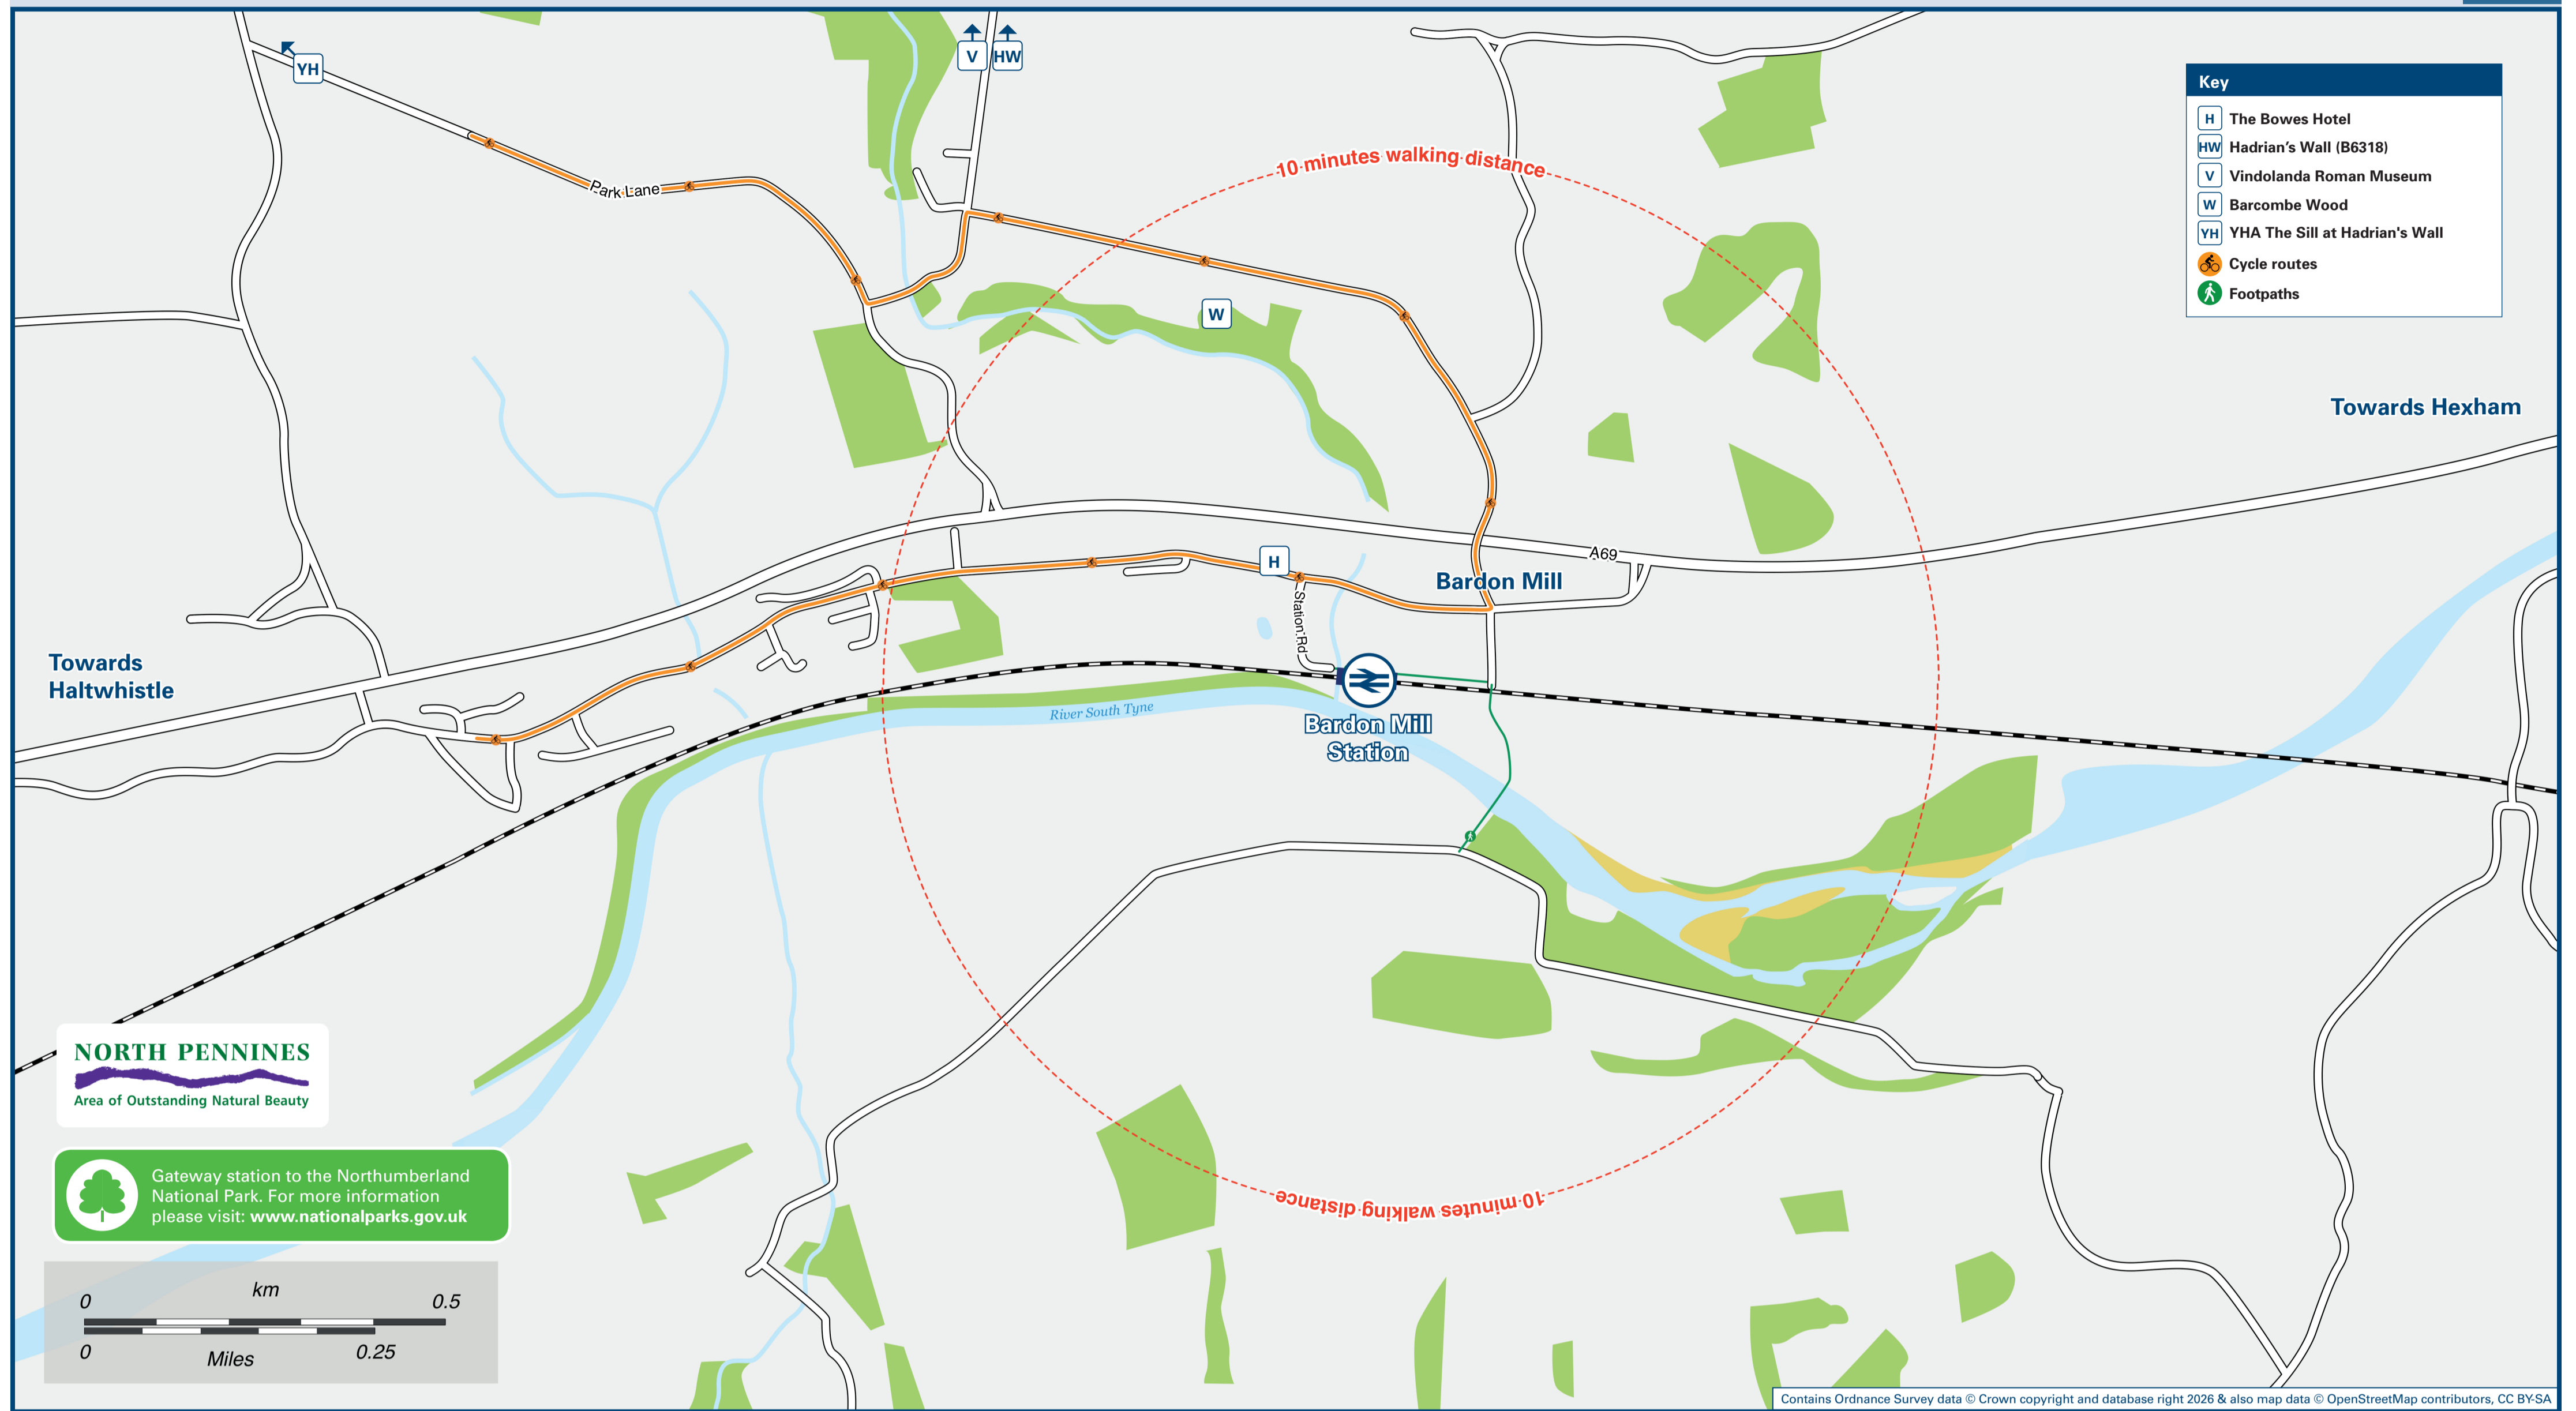 YH
V
HW
Park Lane
10 minutes walking distance
Key
H The Bowes Hotel
HW Hadrian's Wall (B6318)
V Vindolanda Roman Museum
W Barcombe Wood
YH YHA The Sill at Hadrian's Wall
Cycle routes
Footpaths
W
Towards Hexham
A69
H
Bardon Mill
Station Rd
Towards
Haltwhistle
River South Tyne
Bardon Mill
Station
NORTH PENNINES
Area of Outstanding Natural Beauty
Gateway station to the Northumberland
National Park. For more information
please visit: www.nationalparks.gov.uk
10 minutes walking distance
km
0 0.5
0 Miles 0.25
Contains Ordnance Survey data © Crown copyright and database right 2026 & also map data © OpenStreetMap contributors, CC BY-SA